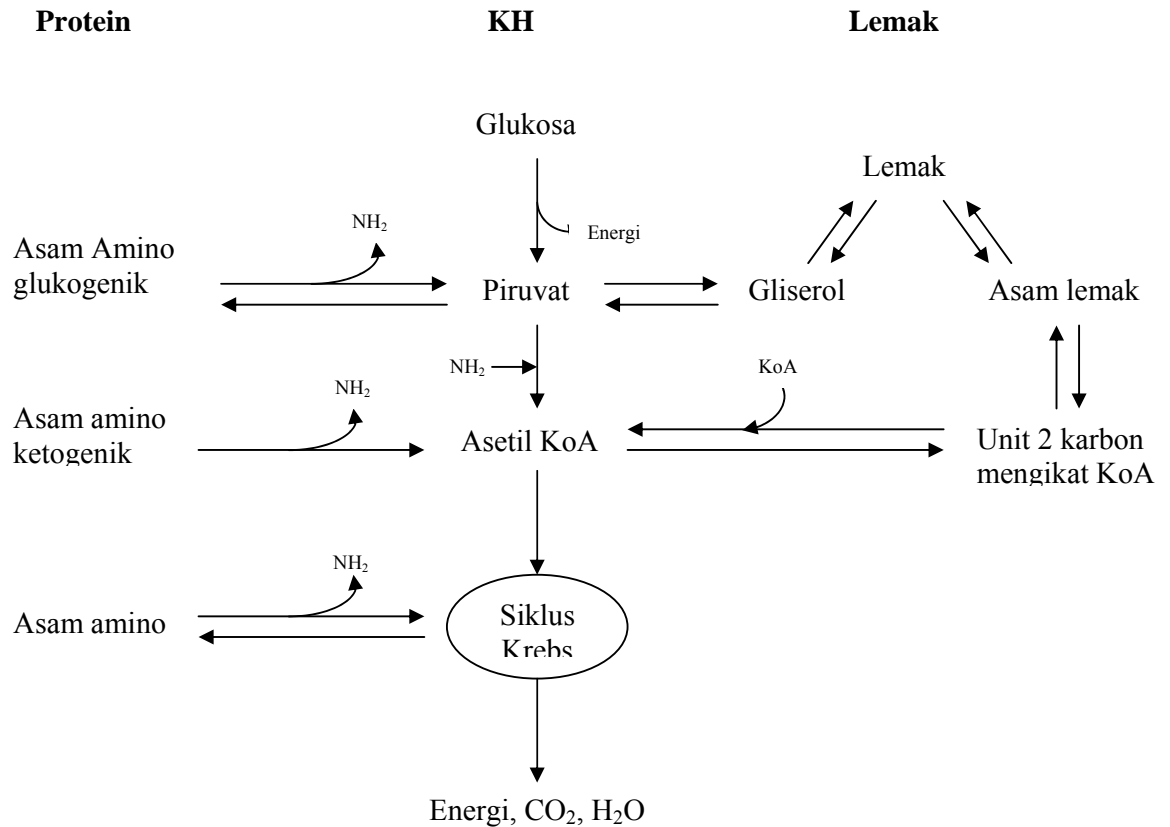 Protein KH Lemak
Glukosa
Lemak
NH₂
Energi
Asam Amino
glukogenik
Piruvat
Gliserol
Asam lemak
NH₂
KoA
NH₂
Asam amino
ketogenik
Asetil KoA
Unit 2 karbon
mengikat KoA
NH₂
Asam amino
Siklus
Krebs
Energi, CO₂, H₂O